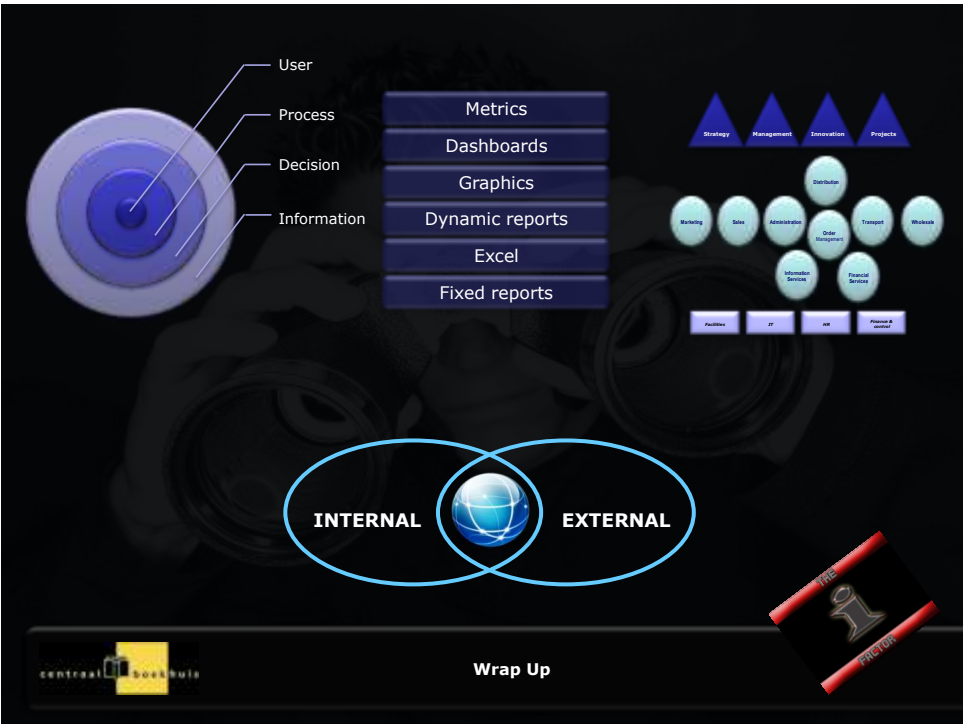 User
Process
Decision
Information
Metrics
Dashboards
Graphics
Dynamic reports
Excel
Fixed reports
Strategy
Management
Innovation
Projects
Distribution
Marketing
Sales
Administration
Order
Management
Transport
Wholesale
Information
Services
Financial
Services
Facilities
IT
HR
Finance &
control
INTERNAL
EXTERNAL
THE
i
FACTOR
centraal boekhuis
Wrap Up